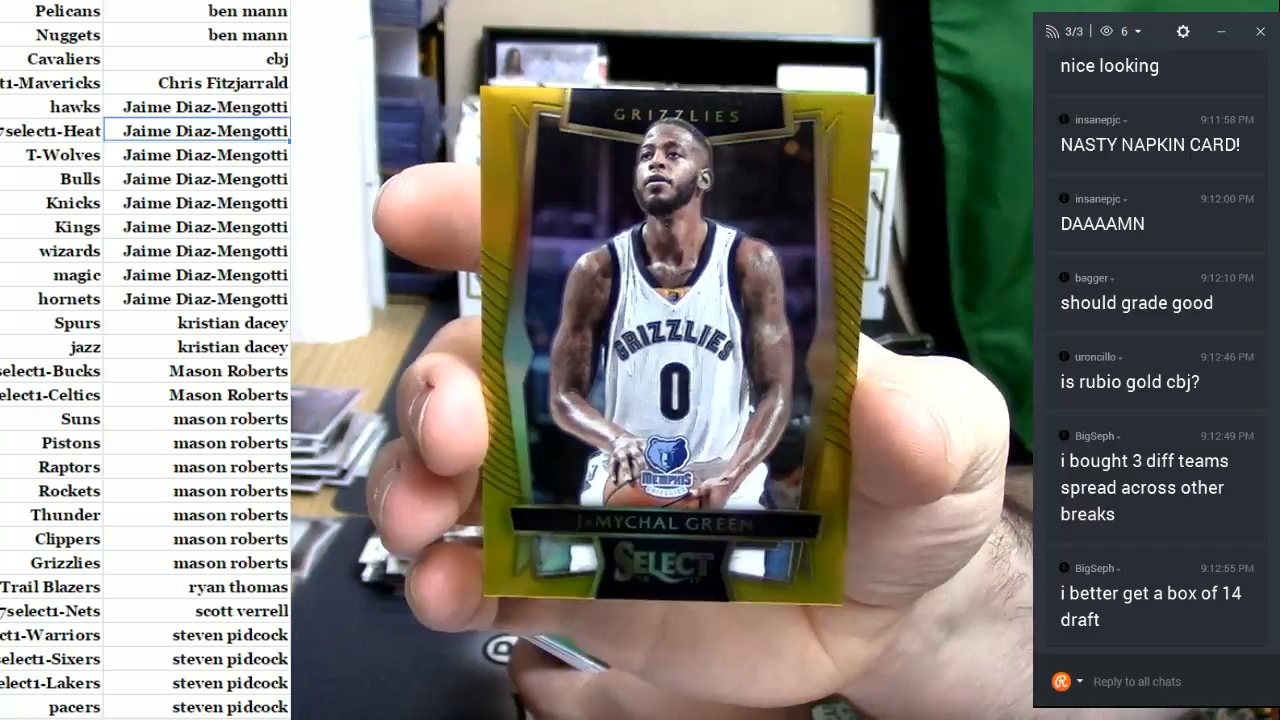 Pelicans ben mann
Nuggets ben mann
Cavaliers cbj
t1-Mavericks Chris Fitzjarrald
hawks Jaime Diaz-Mengotti
7select1-Heat Jaime Diaz-Mengotti
T-Wolves Jaime Diaz-Mengotti
Bulls Jaime Diaz-Mengotti
Knicks Jaime Diaz-Mengotti
Kings Jaime Diaz-Mengotti
wizards Jaime Diaz-Mengotti
magic Jaime Diaz-Mengotti
hornets Jaime Diaz-Mengotti
Spurs kristian dacey
jazz kristian dacey
select1-Bucks Mason Roberts
elect1-Celtics Mason Roberts
Suns mason roberts
Pistons mason roberts
Raptors mason roberts
Rockets mason roberts
Thunder mason roberts
Clippers mason roberts
Grizzlies mason roberts
Trail Blazers ryan thomas
7select1-Nets scott verrell
ct1-Warriors steven pidcock
select1-Sixers steven pidcock
elect1-Lakers steven pidcock
pacers steven pidcock
GRIZZLIES
GRIZZLIES
0
MEMPHIS
GRIZZLIES
JaMYCHAL GREEN
SELECT
3/3 6
nice looking
insanepjc 9:11:58 PM
NASTY NAPKIN CARD!
insanepjc 9:12:00 PM
DAAAAMN
bagger 9:12:10 PM
should grade good
uroncillo 9:12:46 PM
is rubio gold cbj?
BigSeph 9:12:49 PM
i bought 3 diff teams
spread across other
breaks
BigSeph 9:12:55 PM
i better get a box of 14
draft
Reply to all chats